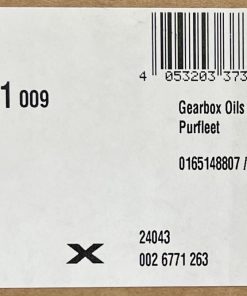 4 053203 373
1 009
Gearbox Oils
Purfleet
0165148807 /
X
24043
002 6771 263